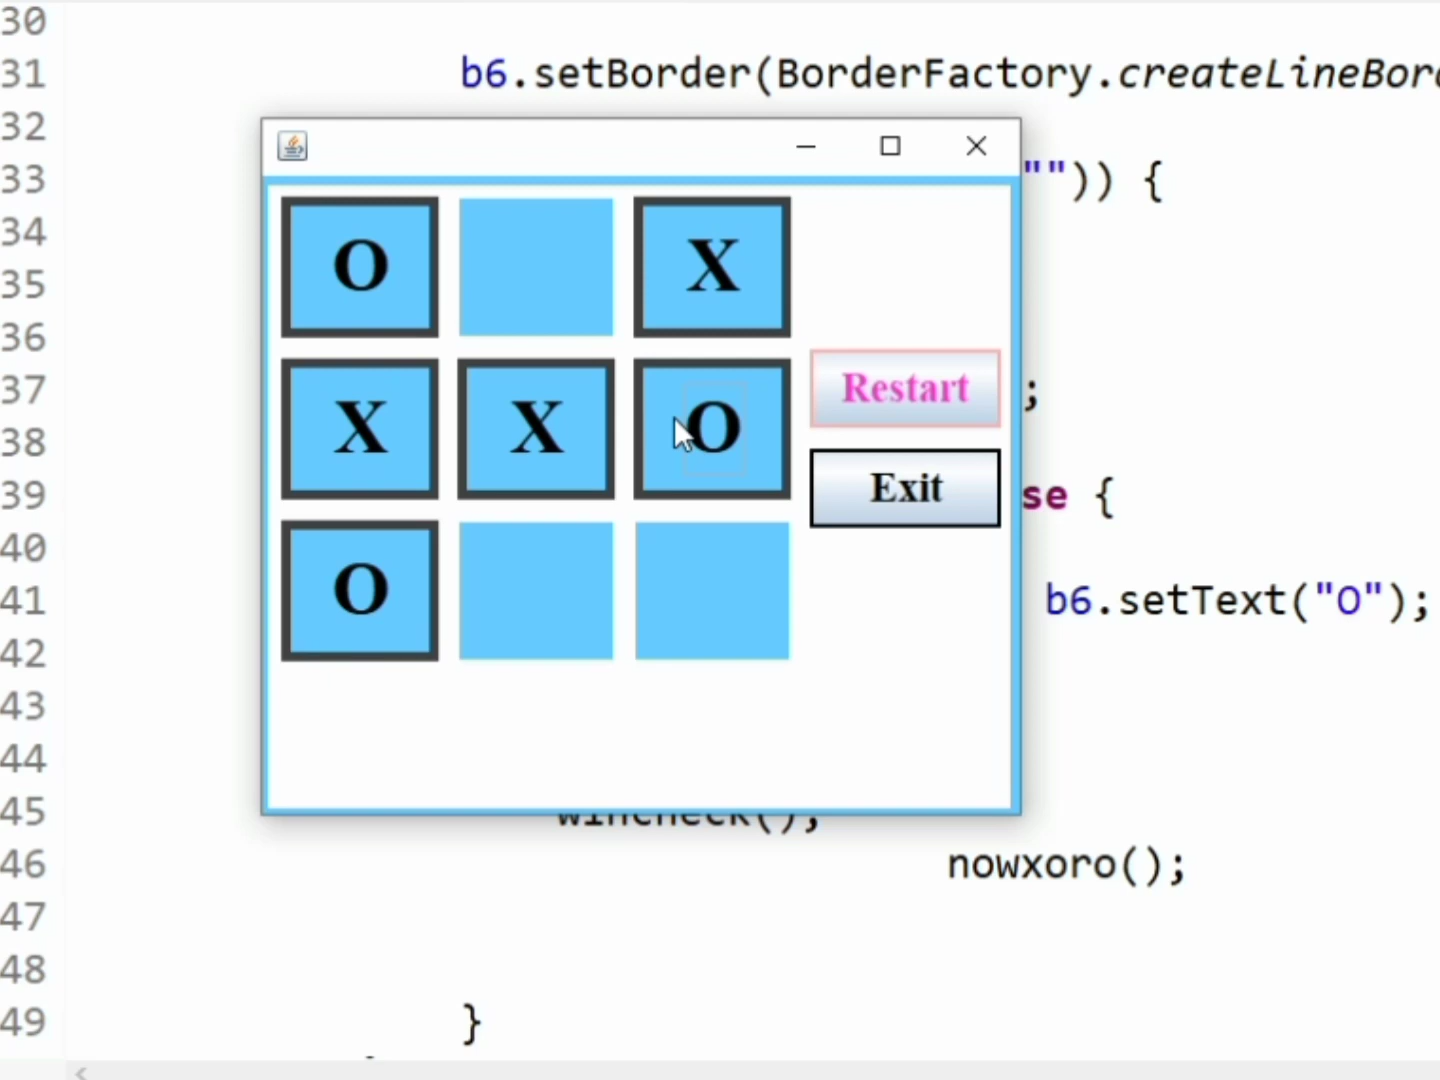 30
31 b6.setBorder(BorderFactory.createLineBor
32
33 "")) {
34
O X
35
36
37 Restart ;
X X O
38
39 Exit se {
40
O
41 b6.setText("O");
42
43
44
45 wincheck();
46 nowxoro();
47
48
49 }